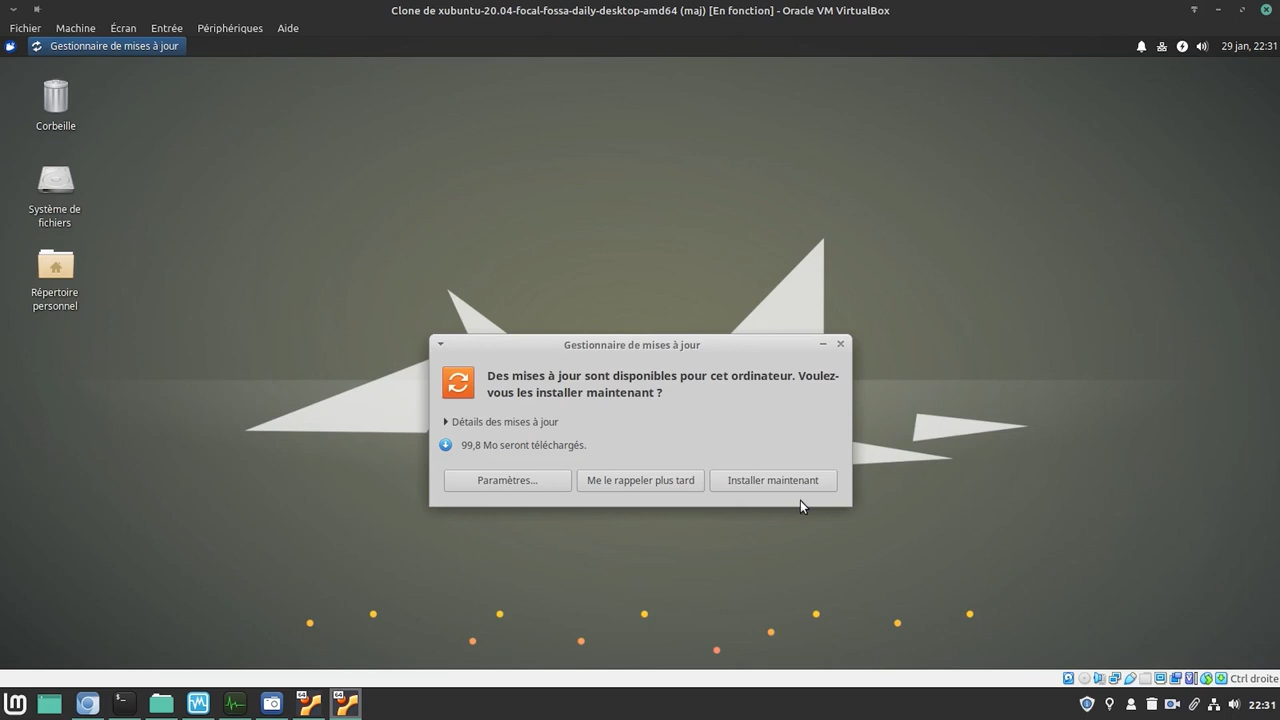 Clone de xubuntu-20.04-focal-fossa-daily-desktop-amd64 (maj) [En fonction] - Oracle VM VirtualBox
Fichier Machine Écran Entrée Périphériques Aide
Gestionnaire de mises à jour
29 jan, 22:31
Corbeille
Système de
fichiers
Répertoire
personnel
Gestionnaire de mises à jour
Des mises à jour sont disponibles pour cet ordinateur. Voulez-
vous les installer maintenant ?
Détails des mises à jour
99,8 Mo seront téléchargés.
Paramètres... Me le rappeler plus tard Installer maintenant
Ctrl droite
64 64
22:31